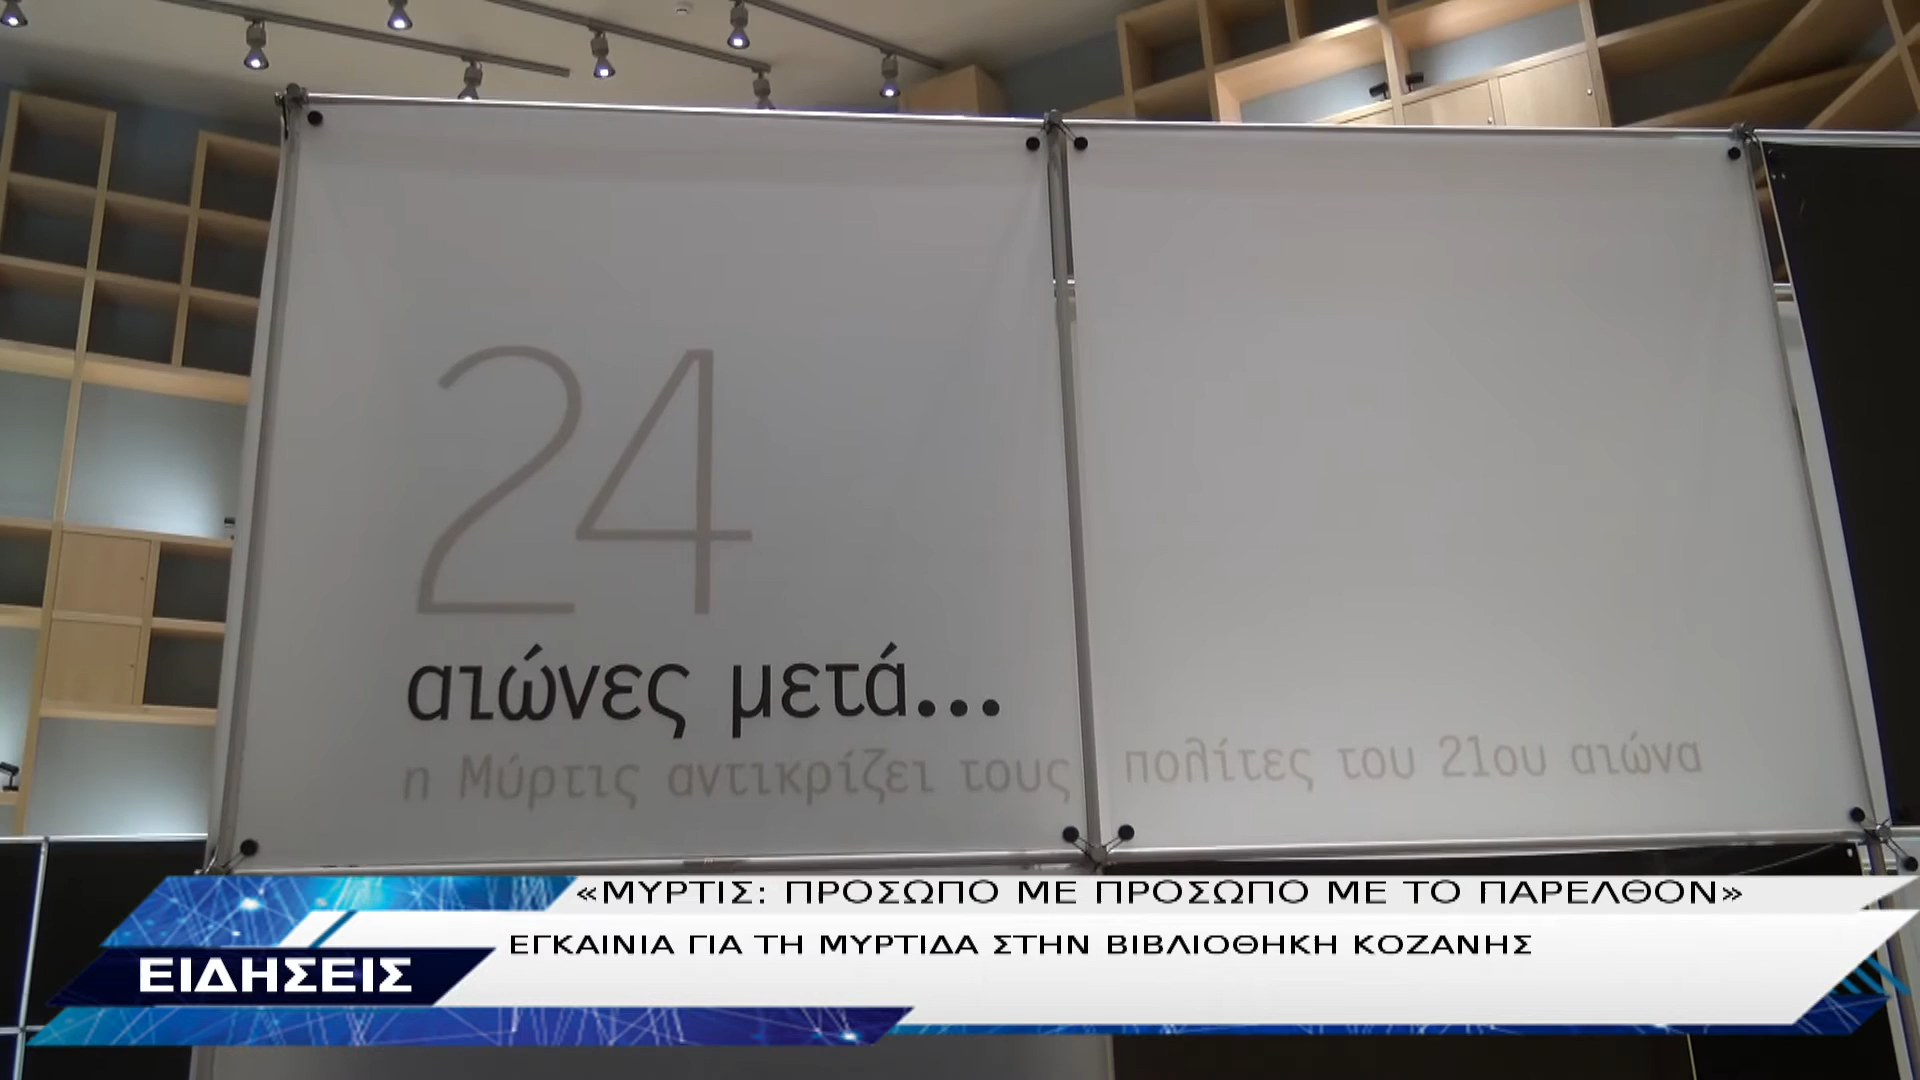 24
αιώνες μετά...
η Μύρτις αντικρίζει τους πολίτες του 21ου αιώνα
«ΜΥΡΤΙΣ: ΠΡΟΣΩΠΟ ΜΕ ΠΡΟΣΩΠΟ ΜΕ ΤΟ ΠΑΡΕΛΘΟΝ»
ΕΓΚΑΙΝΙΑ ΓΙΑ ΤΗ ΜΥΡΤΙΔΑ ΣΤΗΝ ΒΙΒΛΙΟΘΗΚΗ ΚΟΖΑΝΗΣ
ΕΙΔΗΣΕΙΣ